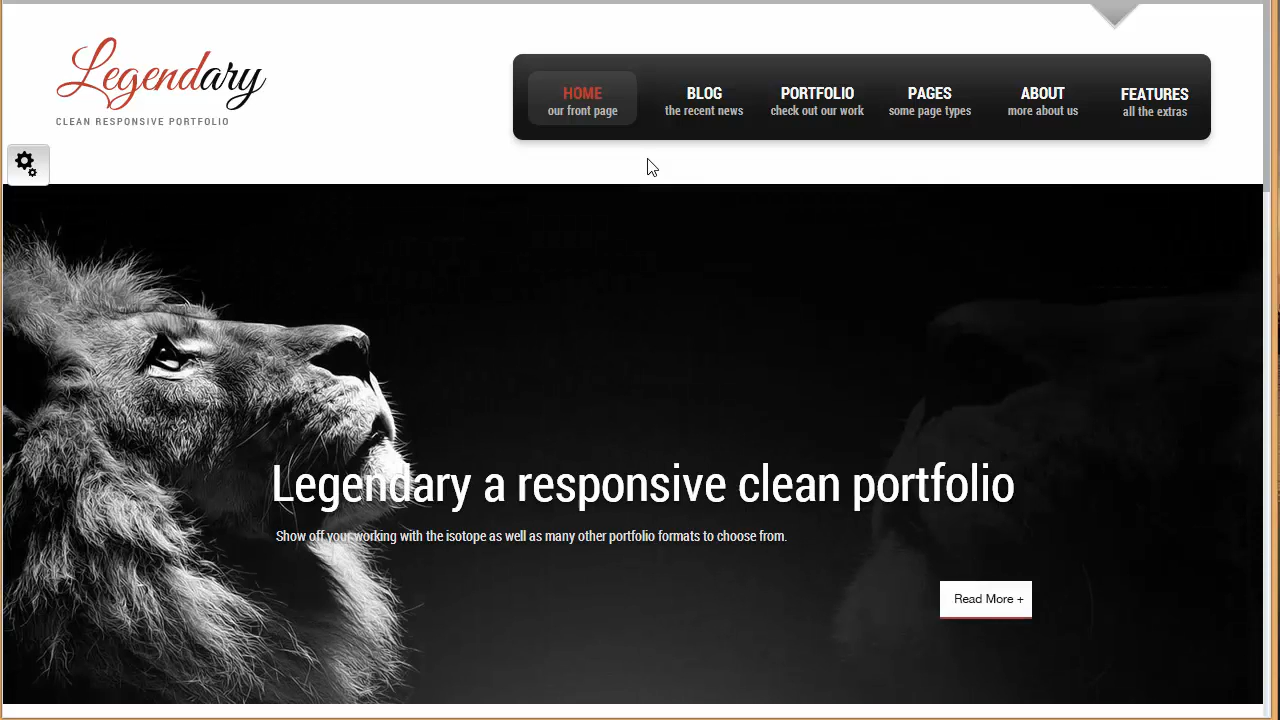 Legendary
CLEAN RESPONSIVE PORTFOLIO
HOME
our front page
BLOG
the recent news
PORTFOLIO
check out our work
PAGES
some page types
ABOUT
more about us
FEATURES
all the extras
Legendary a responsive clean portfolio
Show off your working with the isotope as well as many other portfolio formats to choose from.
Read More +